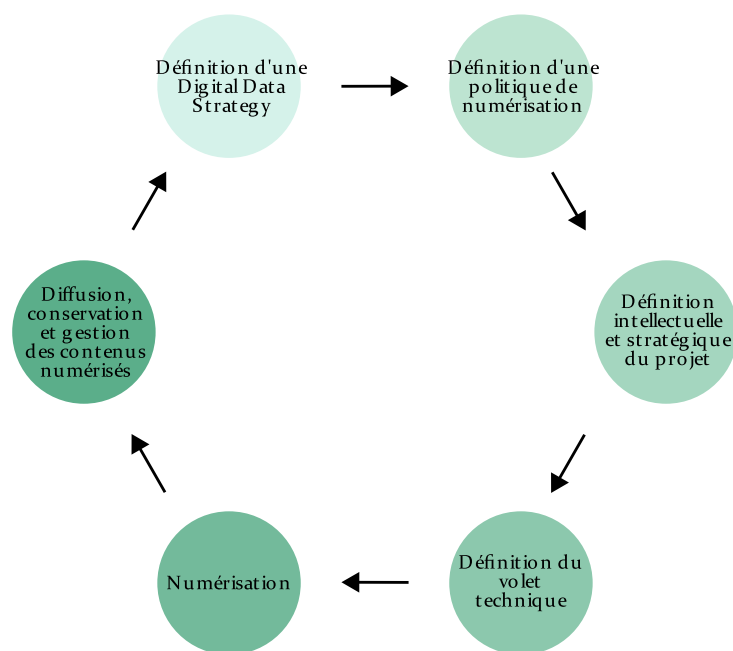 Définition d'une
Digital Data
Strategy
Définition d'une
politique de
numérisation
Définition
intellectuelle
et stratégique
du projet
Définition du
volet
technique
Numérisation
Diffusion,
conservation
et gestion
des contenus
numérisés